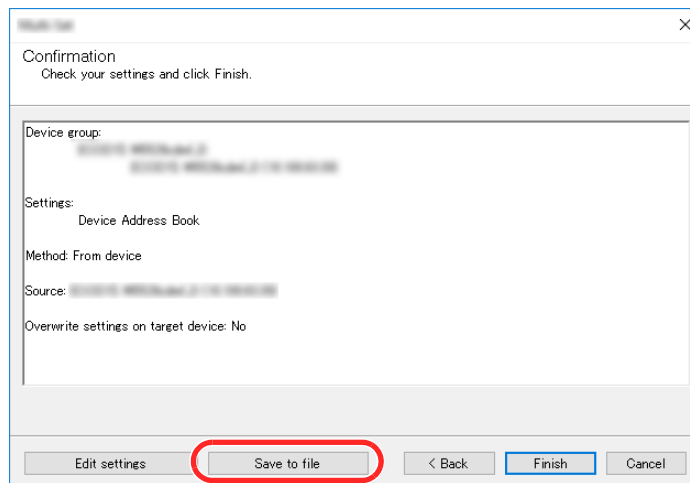 Confirmation
Check your settings and click Finish.
Device group:
Settings:
Device Address Book
Method: From device
Source:
Overwrite settings on target device: No
Edit settings
Save to file
< Back
Finish
Cancel